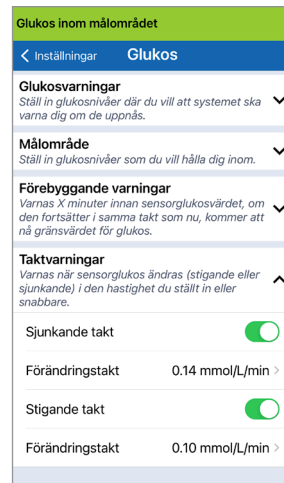 Glukos inom målområdet
Inställningar Glukos
Glukosvarningar
Ställ in glukosnivåer där du vill att systemet ska
varna dig om de uppnås.
Målområde
Ställ in glukosnivåer som du vill hålla dig inom.
Förebyggande varningar
Varnas X minuter innan sensorglukosvärdet, om
den fortsätter i samma takt som nu, kommer att
nå gränsvärdet för glukos.
Taktvarningar
Varnas när sensorglukos ändras (stigande eller
sjunkande) i den hastighet du ställt in eller
snabbare.
Sjunkande takt
Förändringstakt 0.14 mmol/L/min
Stigande takt
Förändringstakt 0.10 mmol/L/min